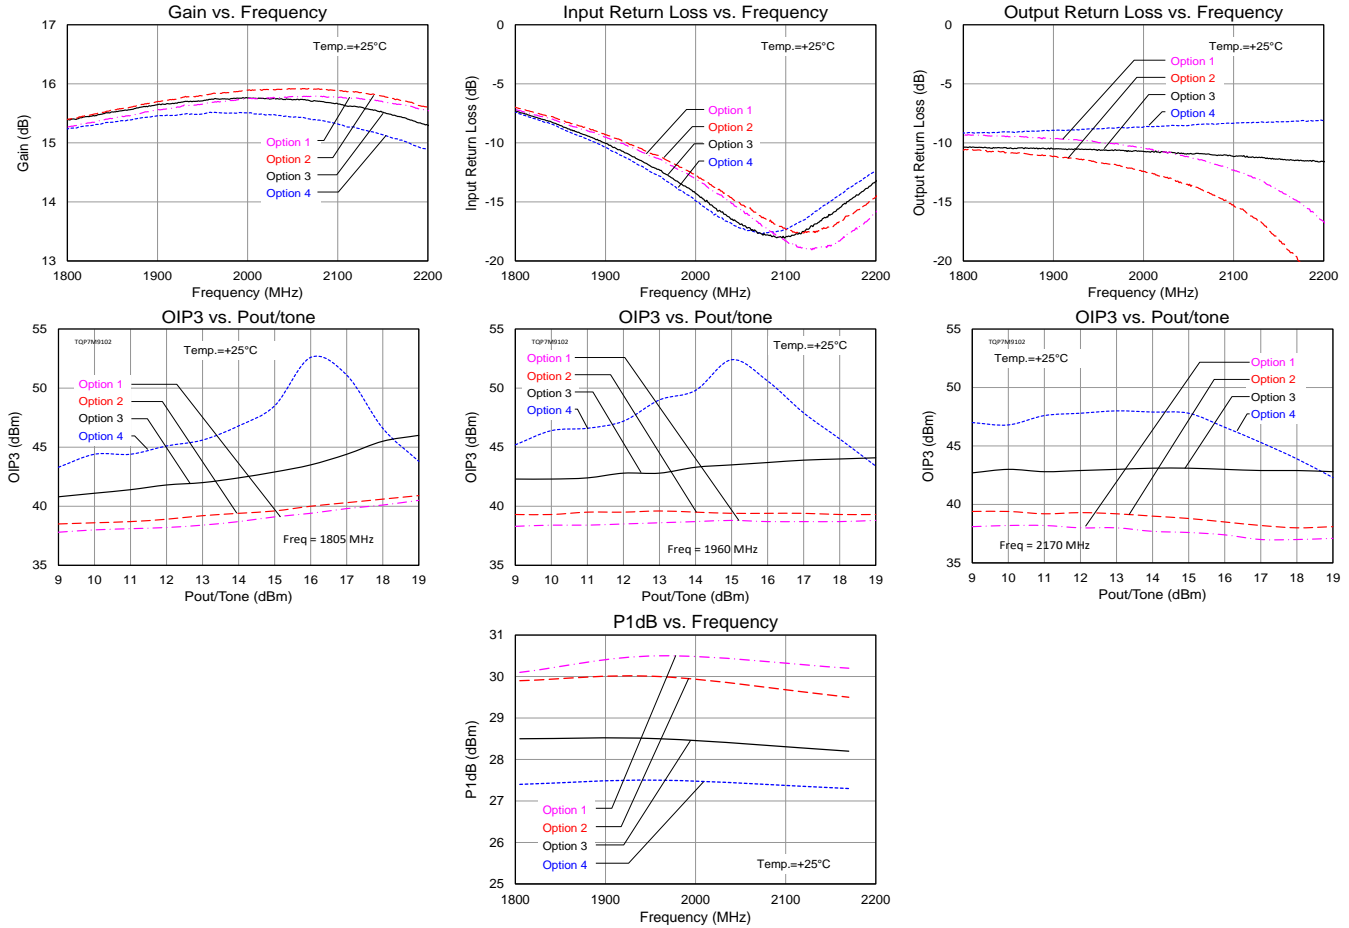 Gain vs. Frequency
17
16
15
14
13
Gain (dB)
Temp.=+25°C
Option 1
Option 2
Option 3
Option 4
1800
1900
2000
2100
2200
Frequency (MHz)
Input Return Loss vs. Frequency
0
-5
-10
-15
-20
Input Return Loss (dB)
Temp.=+25°C
Option 1
Option 2
Option 3
Option 4
1800
1900
2000
2100
2200
Frequency (MHz)
Output Return Loss vs. Frequency
0
-5
-10
-15
-20
Output Return Loss (dB)
Temp.=+25°C
Option 1
Option 2
Option 3
Option 4
1800
1900
2000
2100
2200
Frequency (MHz)
OIP3 vs. Pout/tone
55
50
45
40
35
OIP3 (dBm)
TQP7M9102
Temp.=+25°C
Option 1
Option 2
Option 3
Option 4
Freq = 1805 MHz
9
10
11
12
13
14
15
16
17
18
19
Pout/Tone (dBm)
OIP3 vs. Pout/tone
55
50
45
40
35
OIP3 (dBm)
TQP7M9102
Temp.=+25°C
Option 1
Option 2
Option 3
Option 4
Freq = 1960 MHz
9
10
11
12
13
14
15
16
17
18
19
Pout/Tone (dBm)
OIP3 vs. Pout/tone
55
50
45
40
35
OIP3 (dBm)
TQP7M9102
Temp.=+25°C
Option 1
Option 2
Option 3
Option 4
Freq = 2170 MHz
9
10
11
12
13
14
15
16
17
18
19
Pout/Tone (dBm)
P1dB vs. Frequency
31
30
29
28
27
26
25
P1dB (dBm)
Option 1
Option 2
Option 3
Option 4
Temp.=+25°C
1800
1900
2000
2100
2200
Frequency (MHz)